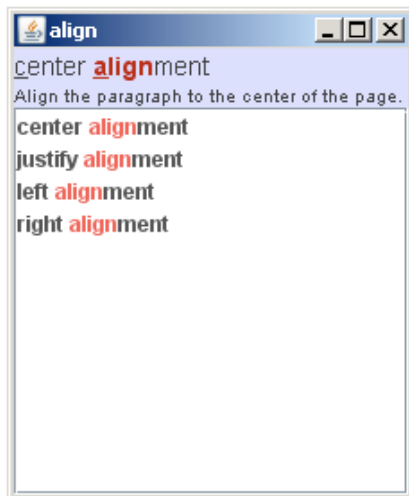 align
center alignment
Align the paragraph to the center of the page.
center alignment
justify alignment
left alignment
right alignment